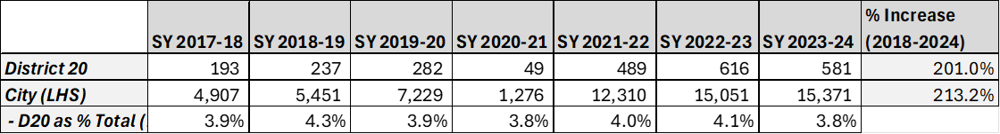 SY 2017-18 SY 2018-19 SY 2019-20 SY 2020-21 SY 2021-22 SY 2022-23 SY 2023-24 % Increase (2018-2024)
District 20 193 237 282 49 489 616 581 201.0%
City (LHS) 4,907 5,451 7,229 1,276 12,310 15,051 15,371 213.2%
- D20 as % Total ( 3.9% 4.3% 3.9% 3.8% 4.0% 4.1% 3.8%